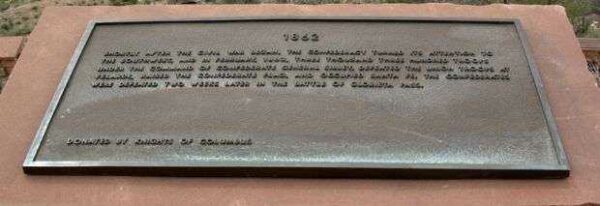 1862
SHORTLY AFTER THE CIVIL WAR BEGAN, THE CONFEDERACY TURNED ITS ATTENTION TO
THE SOUTHWEST, AND IN FEBRUARY, THREE THOUSAND THREE HUNDRED TROOPS
UNDER THE COMMAND OF CONFEDERATE GENERAL DEFEATED THE UNION TROOPS AT
RAISED THE CONFEDERATE FLAG, AND OCCUPIED SANTA FE. THE CONFEDERATES
WERE DEFEATED TWO WEEKS LATER IN THE BATTLE OF GLORIETA PASS.
DONATED BY KNIGHTS OF COLUMBUS